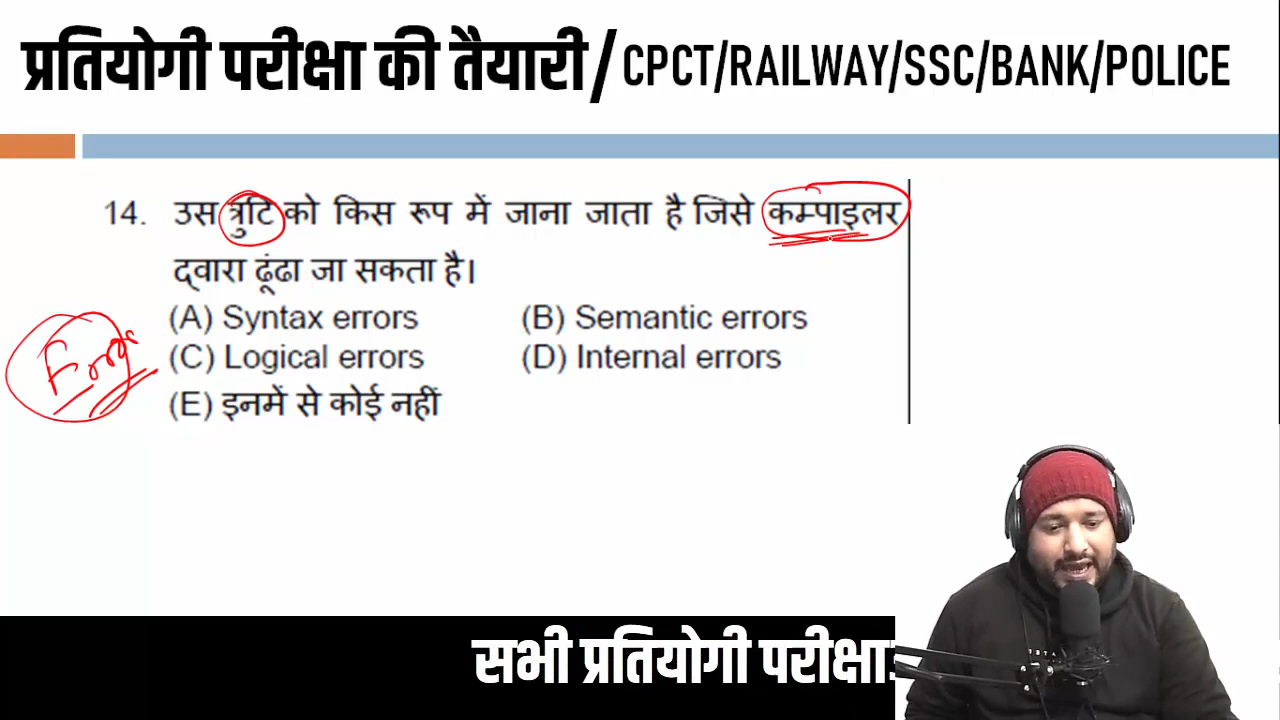 प्रतियोगी परीक्षा की तैयारी/CPCT/RAILWAY/SSC/BANK/POLICE
14. उस त्रुटि को किस रूप में जाना जाता है जिसे कम्पाइलर
द्वारा ढूंढा जा सकता है।
(A) Syntax errors (B) Semantic errors
(C) Logical errors (D) Internal errors
(E) इनमें से कोई नहीं
Error
सभी प्रतियोगी परीक्षा